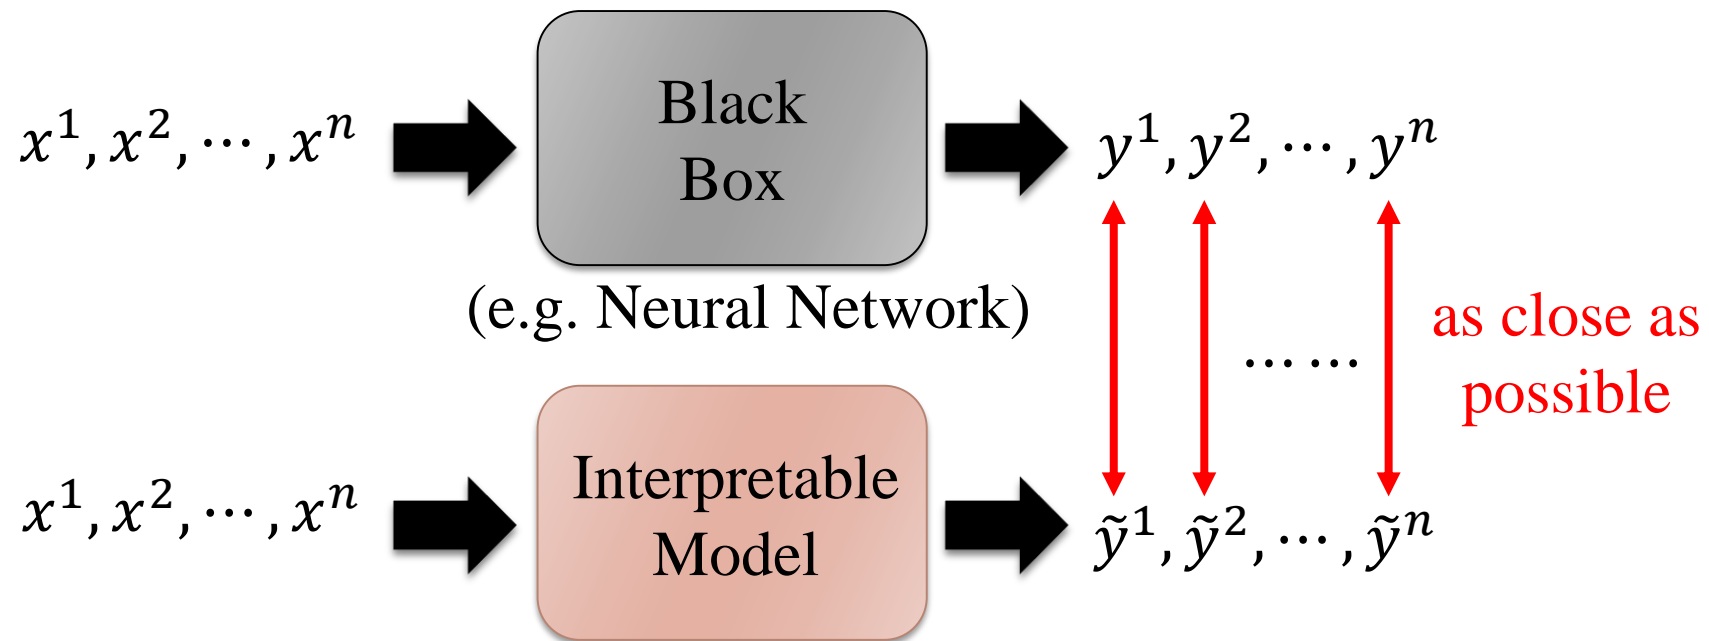 x¹, x², ⋯, xⁿ
Black
Box
y¹, y², ⋯, yⁿ
(e.g. Neural Network)
as close as
possible
⋯⋯
x¹, x², ⋯, xⁿ
Interpretable
Model
ỹ¹, ỹ², ⋯, ỹⁿ